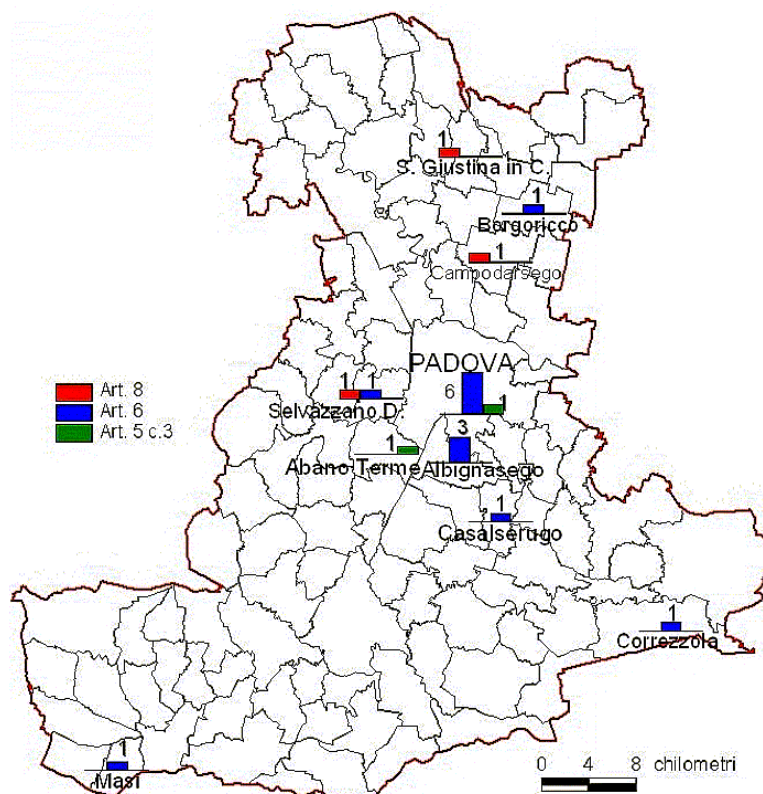 1
S. Giustina in C.
1
Borgoricco
1
Campodarsego
PADOVA
6 1
Art. 8
Art. 6
Art. 5 c.3
1 1
Selvazzano D.
3
Albignasego
1
Abano Terme
1
Casalserugo
1
Correzzola
1
Masi
0 4 8 chilometri